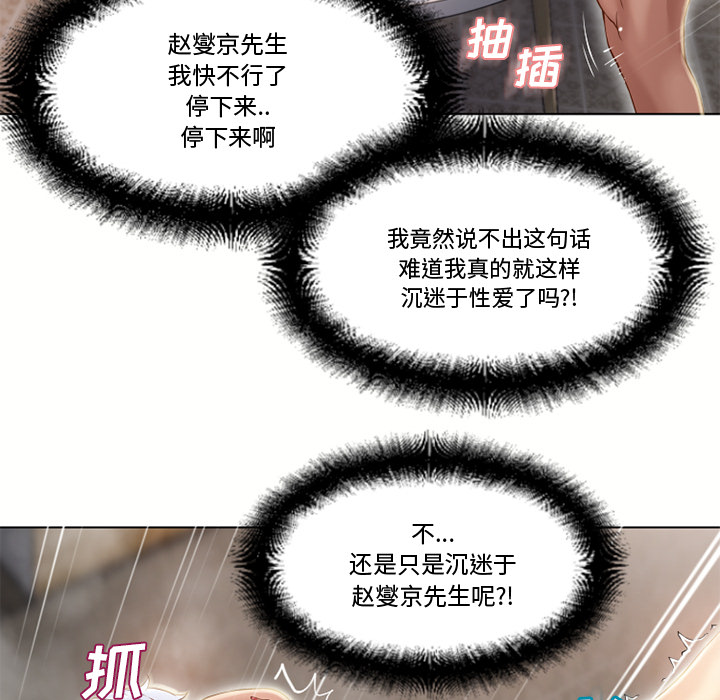 抽插
赵燮京先生
我快不行了
停下来..
停下来啊
我竟然说不出这句话
难道我真的就这样
沉迷于性爱了吗?!
不...
还是只是沉迷于
赵燮京先生呢?!
抓